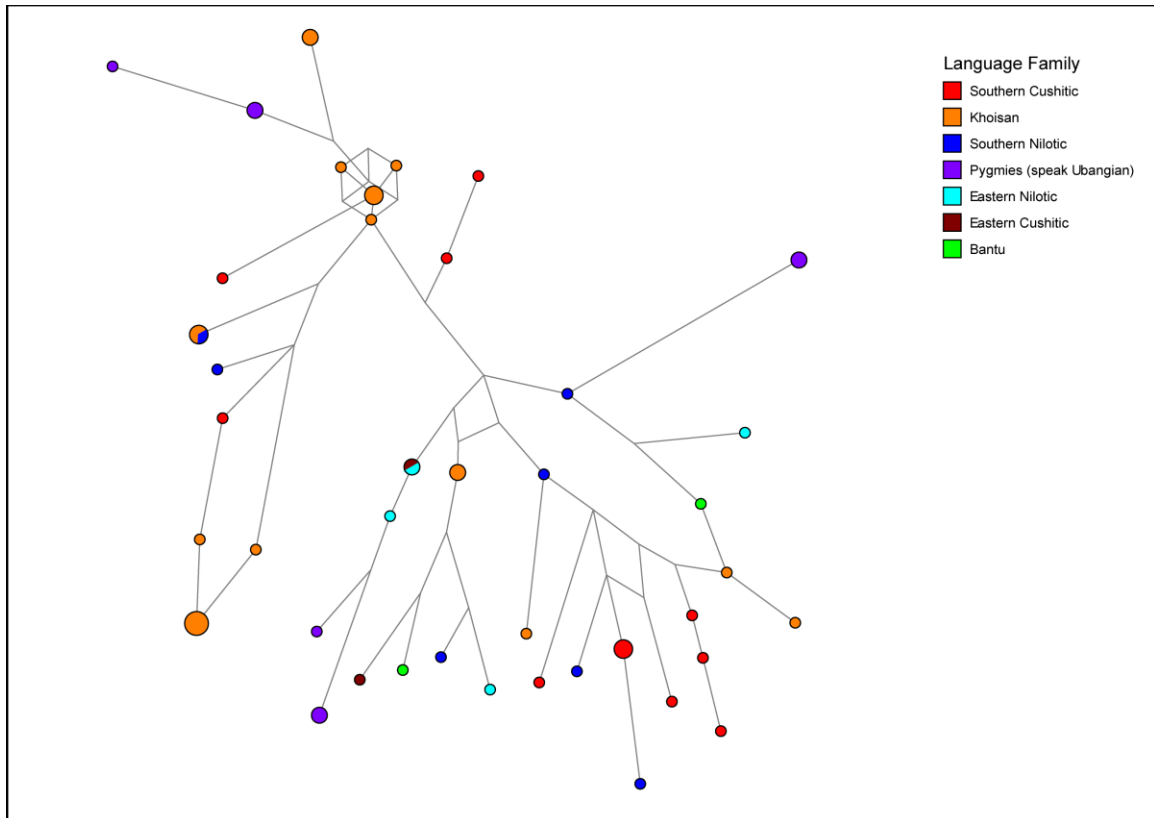 Language Family
Southern Cushitic
Khoisan
Southern Nilotic
Pygmies (speak Ubangian)
Eastern Nilotic
Eastern Cushitic
Bantu